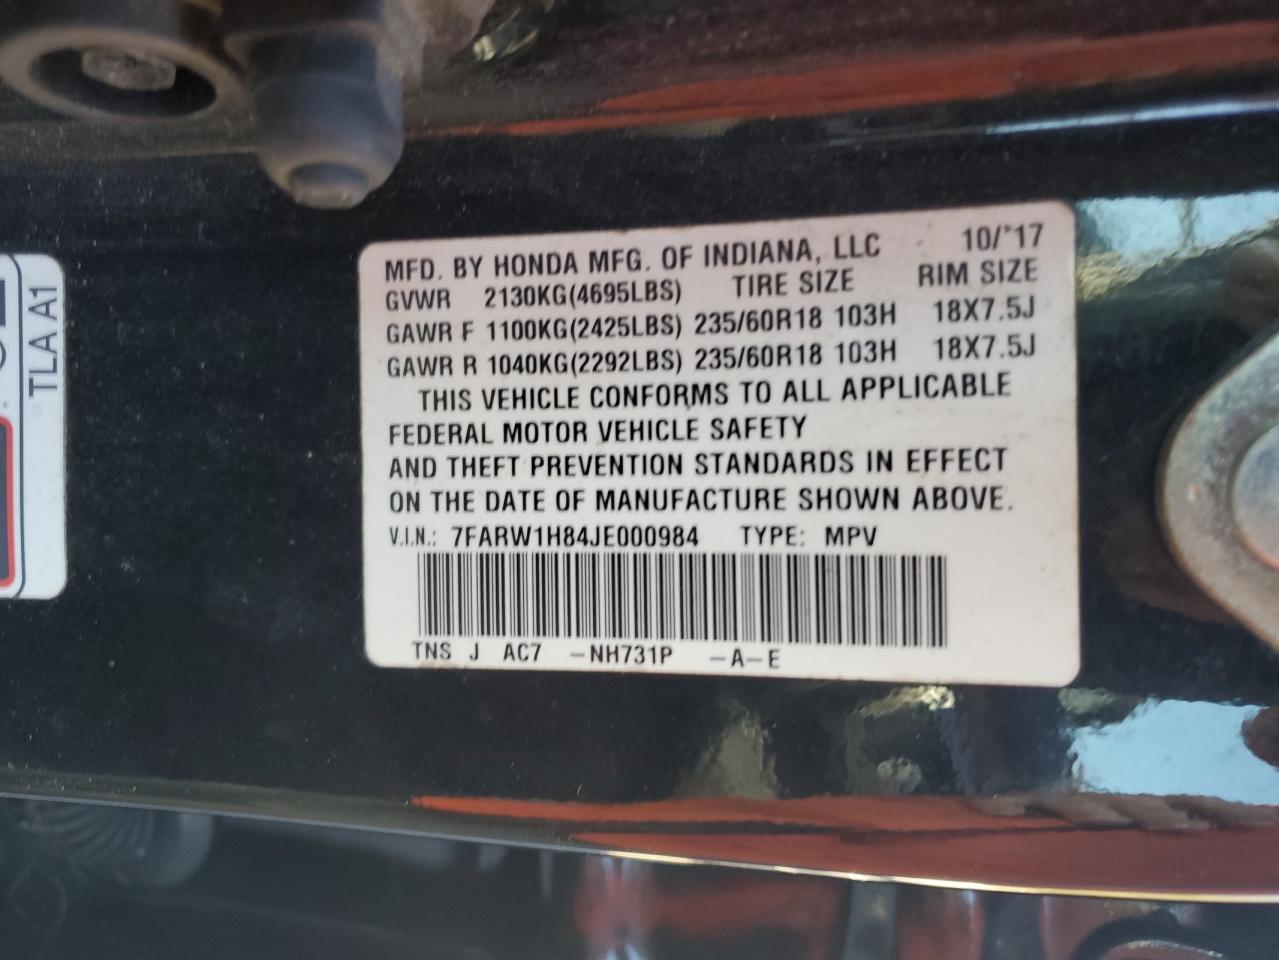 MFD. BY HONDA MFG. OF INDIANA, LLC 10/'17
GVWR 2130KG(4695LBS) TIRE SIZE RIM SIZE
GAWR F 1100KG(2425LBS) 235/60R18 103H 18X7.5J
GAWR R 1040KG(2292LBS) 235/60R18 103H 18X7.5J
THIS VEHICLE CONFORMS TO ALL APPLICABLE
FEDERAL MOTOR VEHICLE SAFETY
AND THEFT PREVENTION STANDARDS IN EFFECT
ON THE DATE OF MANUFACTURE SHOWN ABOVE.
V.I.N.: 7FARW1H84JE000984 TYPE: MPV
TNS J AC7 -NH731P -A-E
TLA A1